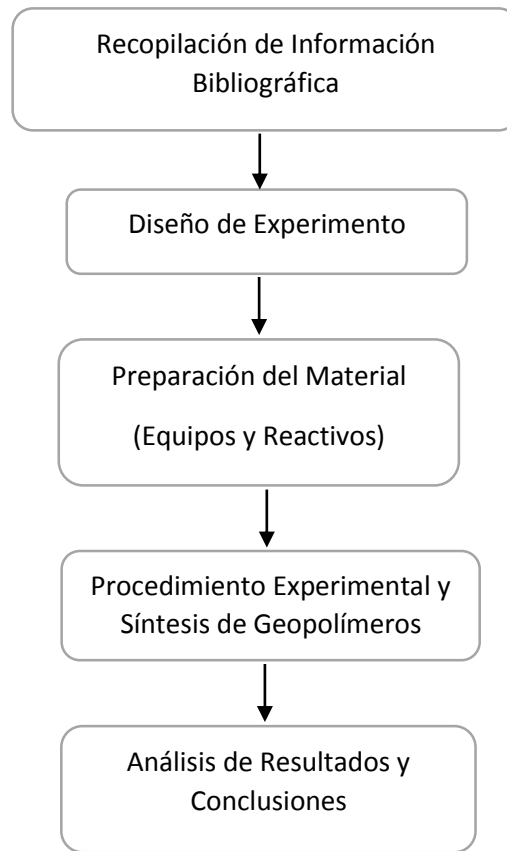 Recopilación de Información
Bibliográfica
Diseño de Experimento
Preparación del Material
(Equipos y Reactivos)
Procedimiento Experimental y
Síntesis de Geopolímeros
Análisis de Resultados y
Conclusiones